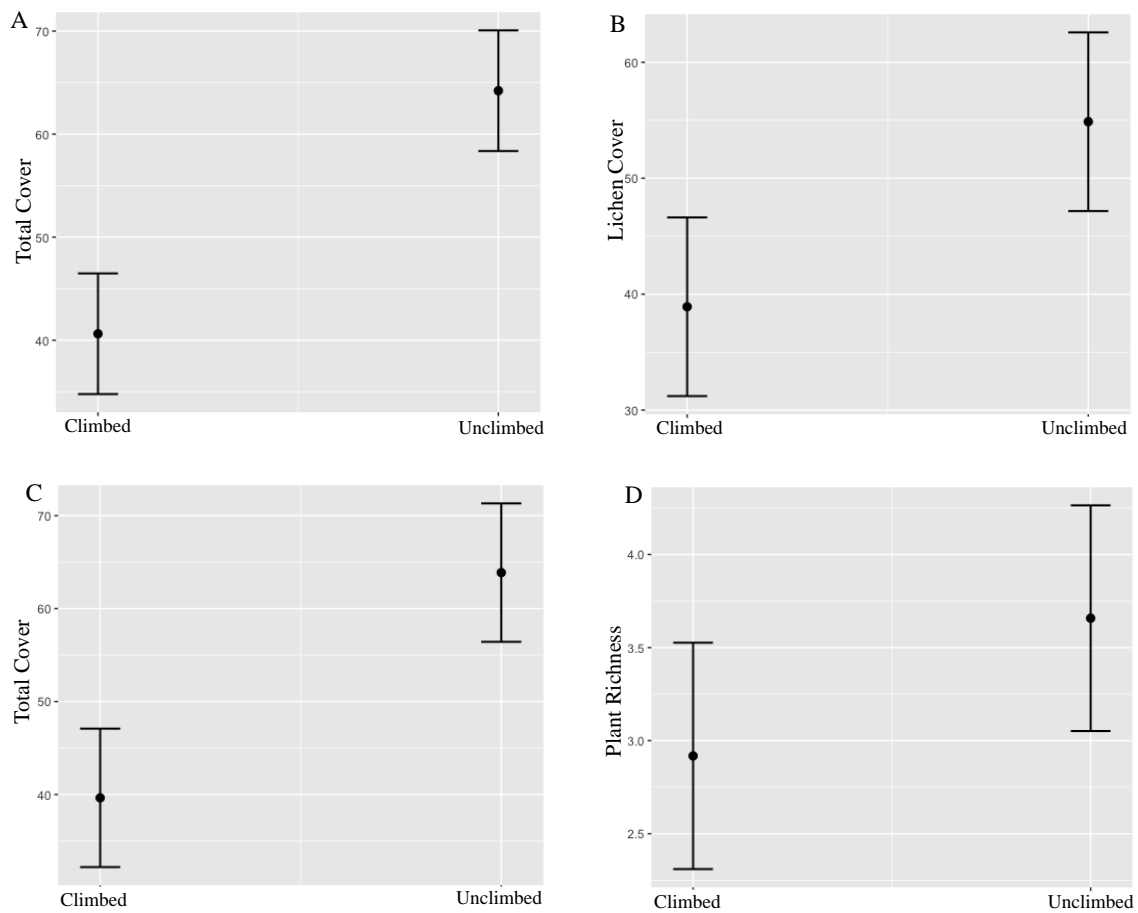 A
Total Cover
70
60
50
40
Climbed
Unclimbed
B
Lichen Cover
60
50
40
30
Climbed
Unclimbed
C
Total Cover
70
60
50
40
Climbed
Unclimbed
D
Plant Richness
4.0
3.5
3.0
2.5
Climbed
Unclimbed